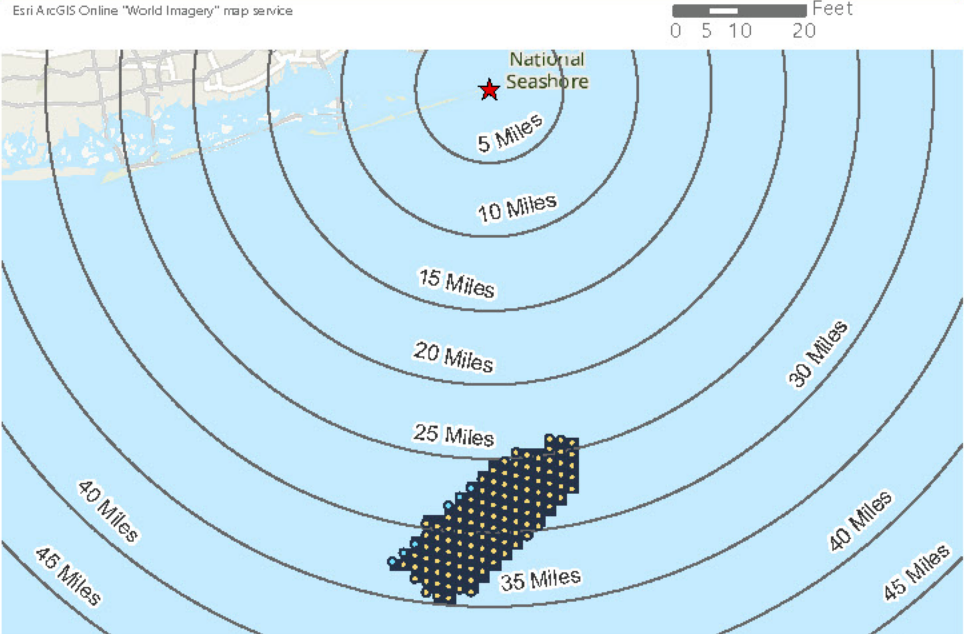 Esri ArcGIS Online "World Imagery" map service
Feet
0 5 10 20
National
Seashore
5 Miles
10 Miles
15 Miles
20 Miles
30 Miles
25 Miles
40 Miles
40 Miles
35 Miles
45 Miles
45 Miles